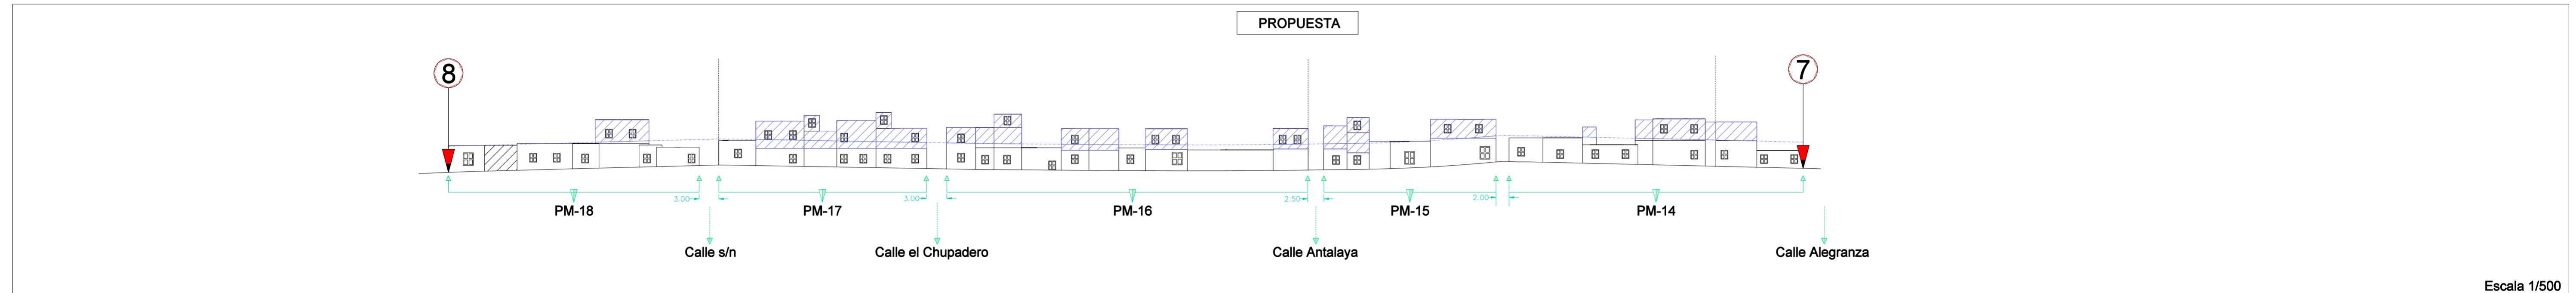 PROPUESTA
8
7
3.00
3.00
2.50
2.00
PM-18
PM-17
PM-16
PM-15
PM-14
Calle s/n
Calle el Chupadero
Calle Antalaya
Calle Alegranza
Escala 1/500